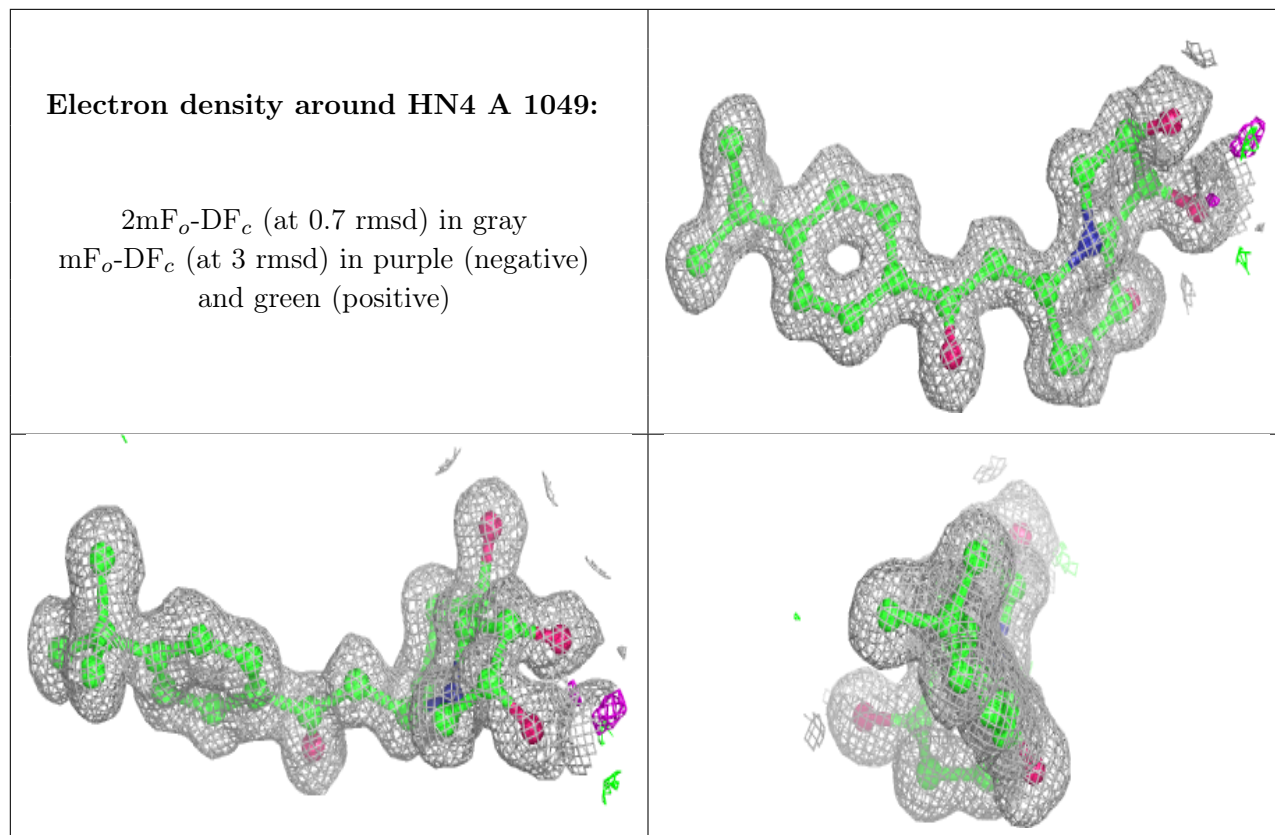 Electron density around HN4 A 1049:
2mFo-DFc (at 0.7 rmsd) in gray
mFo-DFc (at 3 rmsd) in purple (negative)
and green (positive)